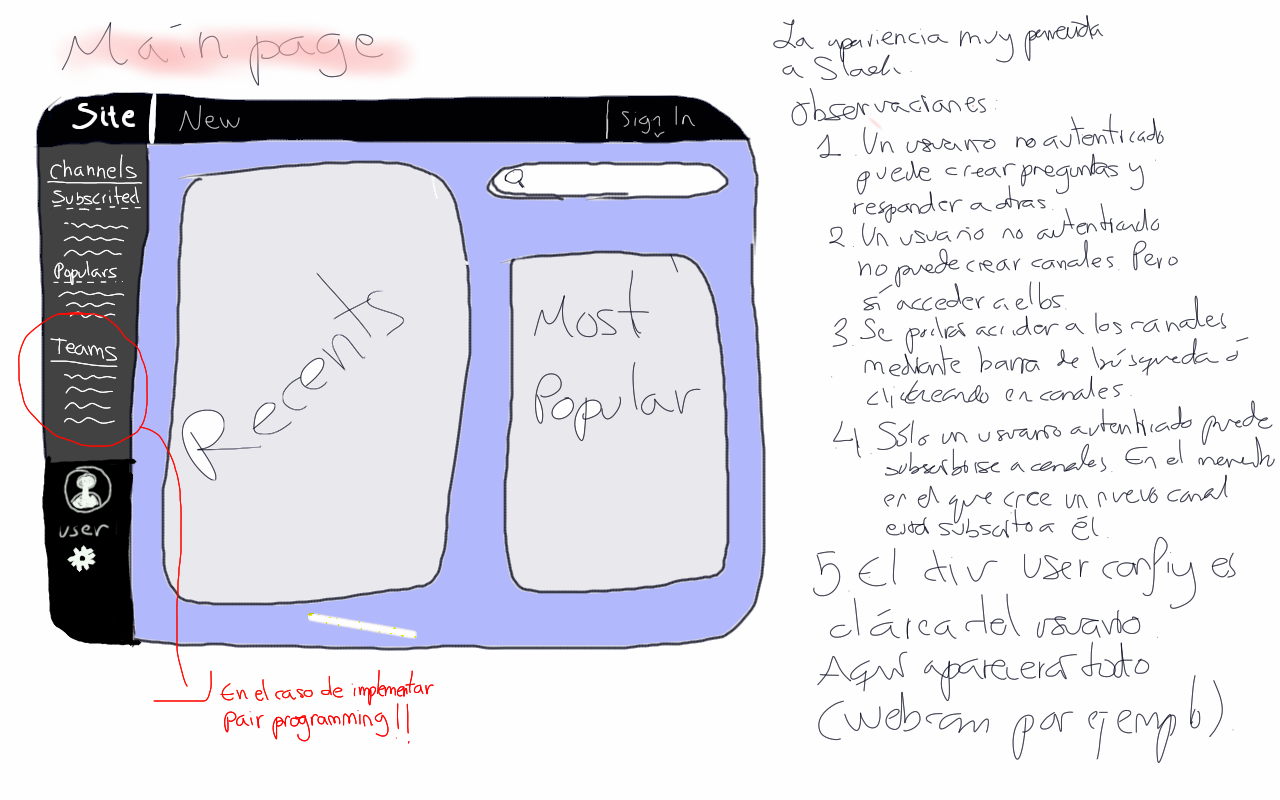 Main page
Site
New
Sign In
Channels
Subscrited
Populars
Teams
user
Recents
Most
Popular
En el caso de implementar
Pair programming!!
La apariencia muy parecida
a Slack.
Observaciones:
1. Un usuario no autenticado
puede crear preguntas y
responder a otras.
2. Un usuario no autenticado
no puede crear canales. Pero
sí acceder a ellos.
3. Se podrá acceder a los canales
mediante barra de búsqueda ó
clickeando en canales.
4. Sólo un usuario autenticado puede
subscribirse a canales. En el momento
en el que cree un nuevo canal
está subscrito a él.
5. El div user config es
el área del usuario.
Aquí aparecerá todo
(webcam por ejemplo).